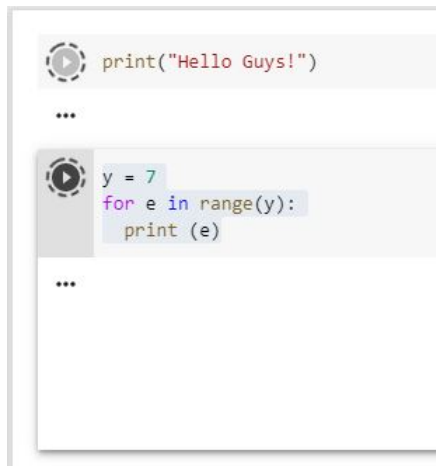 print("Hello Guys!")
...
y = 7
for e in range(y):
  print (e)
...